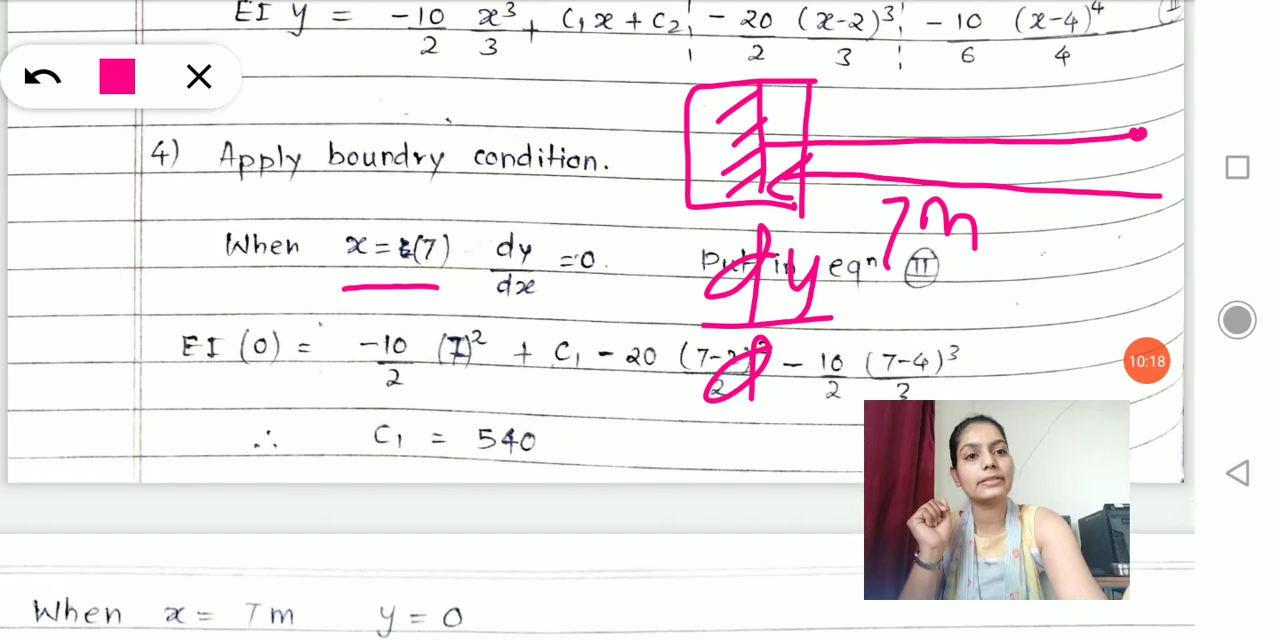 EI y = -10/2 x³/3 + C₁x + C₂ ¦ - 20/2 (x-2)³/3 ¦ - 10/6 (x-4)⁴/4
4) Apply boundry condition.
7m
When x = (7) dy/dx = 0. Put in eqⁿ II
dy
d
EI (0) = -10/2 (7)² + C₁ - 20 (7-2)²/2 - 10/2 (7-4)³/3
10:18
∴ C₁ = 540
When x = 7m y = 0